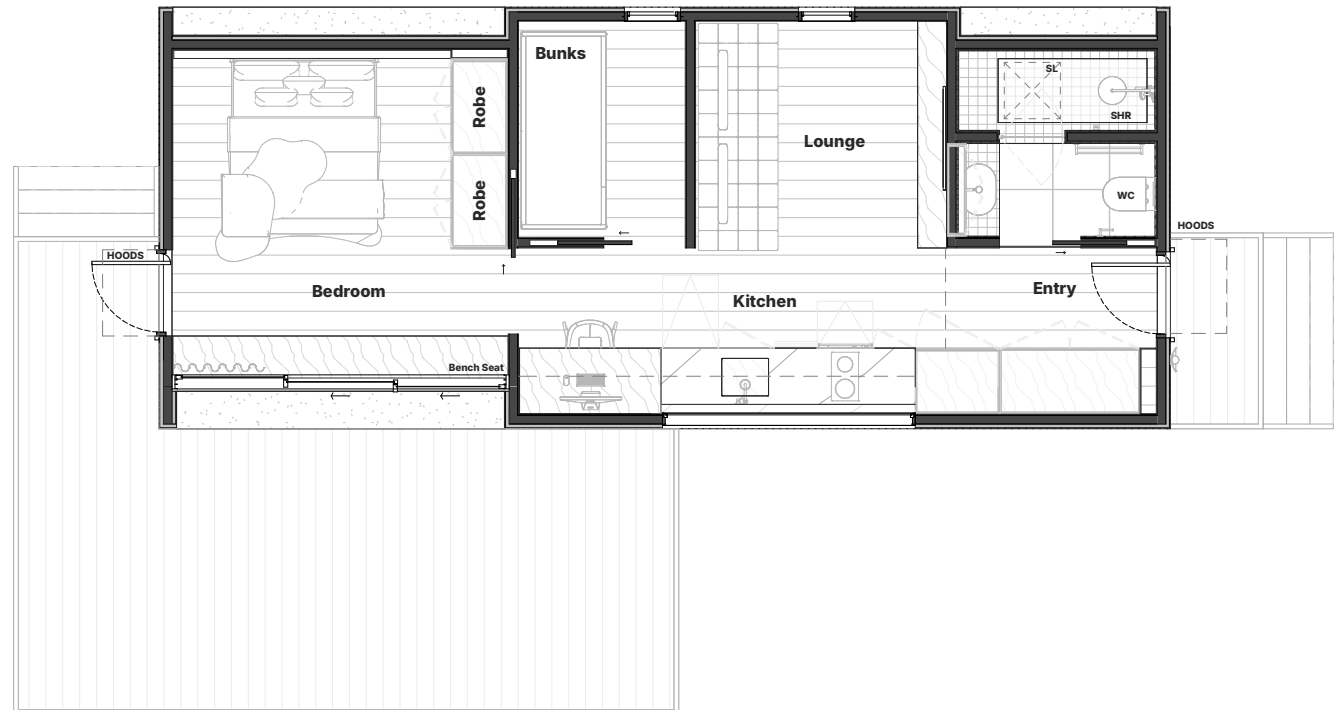 Bunks
SL
Robe
SHR
Lounge
Robe
WC
HOODS
HOODS
Bedroom
Kitchen
Entry
Bench Seat